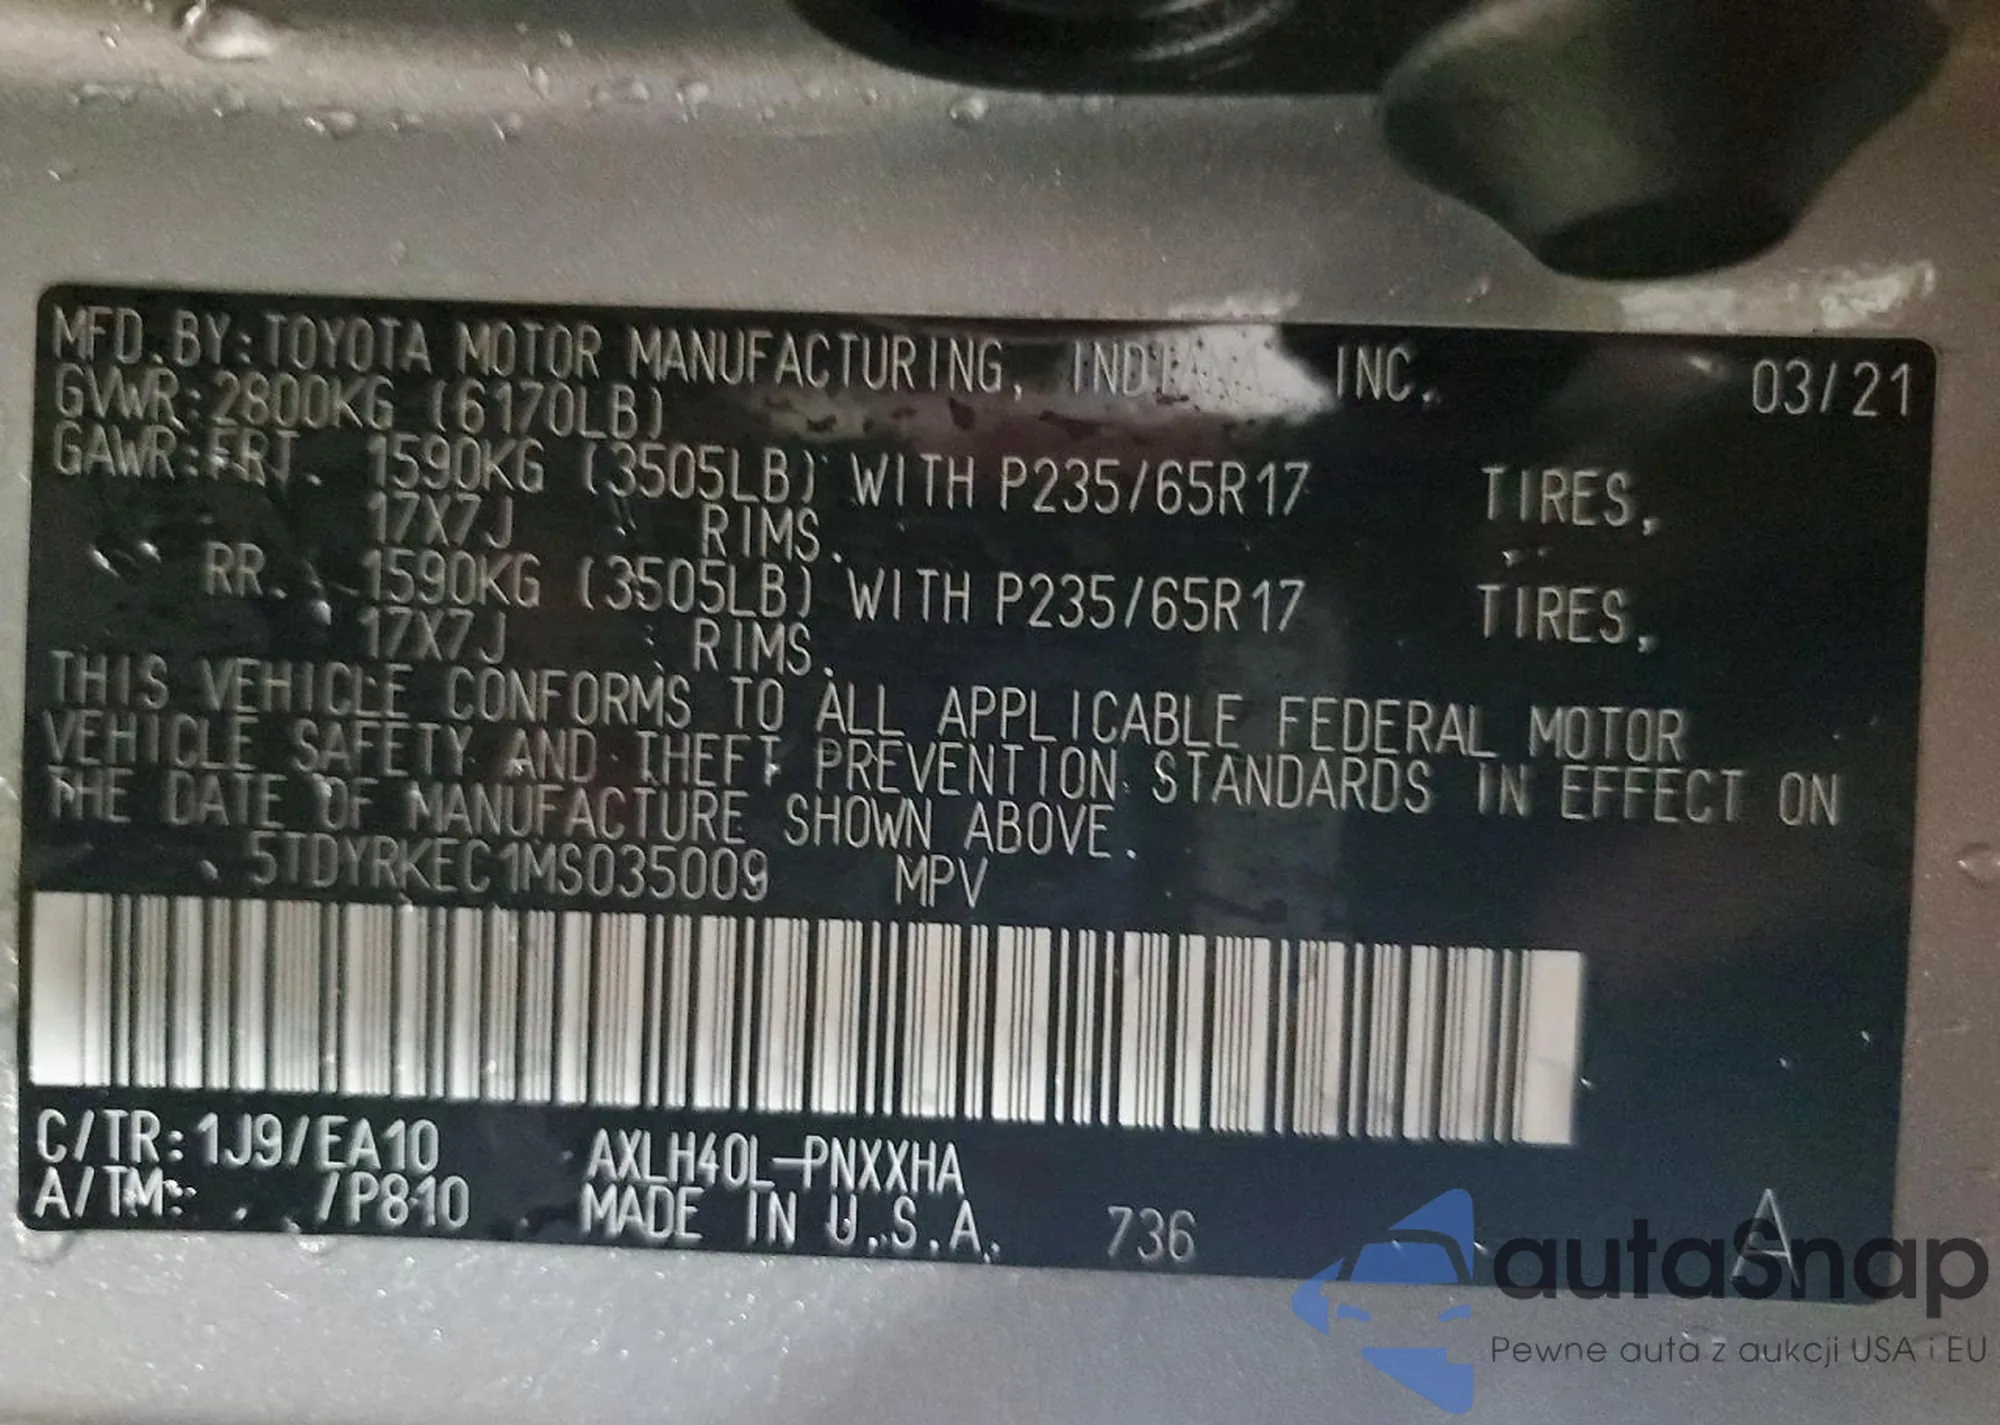 MFD.BY:TOYOTA MOTOR MANUFACTURING, INDIANA, INC. 03/21
GVWR:2800KG (6170LB)
GAWR:FRT. 1590KG (3505LB) WITH P235/65R17 TIRES,
17X7J RIMS.
RR. 1590KG (3505LB) WITH P235/65R17 TIRES,
17X7J RIMS.
THIS VEHICLE CONFORMS TO ALL APPLICABLE FEDERAL MOTOR
VEHICLE SAFETY AND THEFT PREVENTION STANDARDS IN EFFECT ON
THE DATE OF MANUFACTURE SHOWN ABOVE.
5TDYRKEC1MS035009 MPV
C/TR:1J9/EA10 AXLH40L-PNXXHA
A/TM: /P810 MADE IN U.S.A. 736 A
autaSnap
Pewne auta z aukcji USA i EU